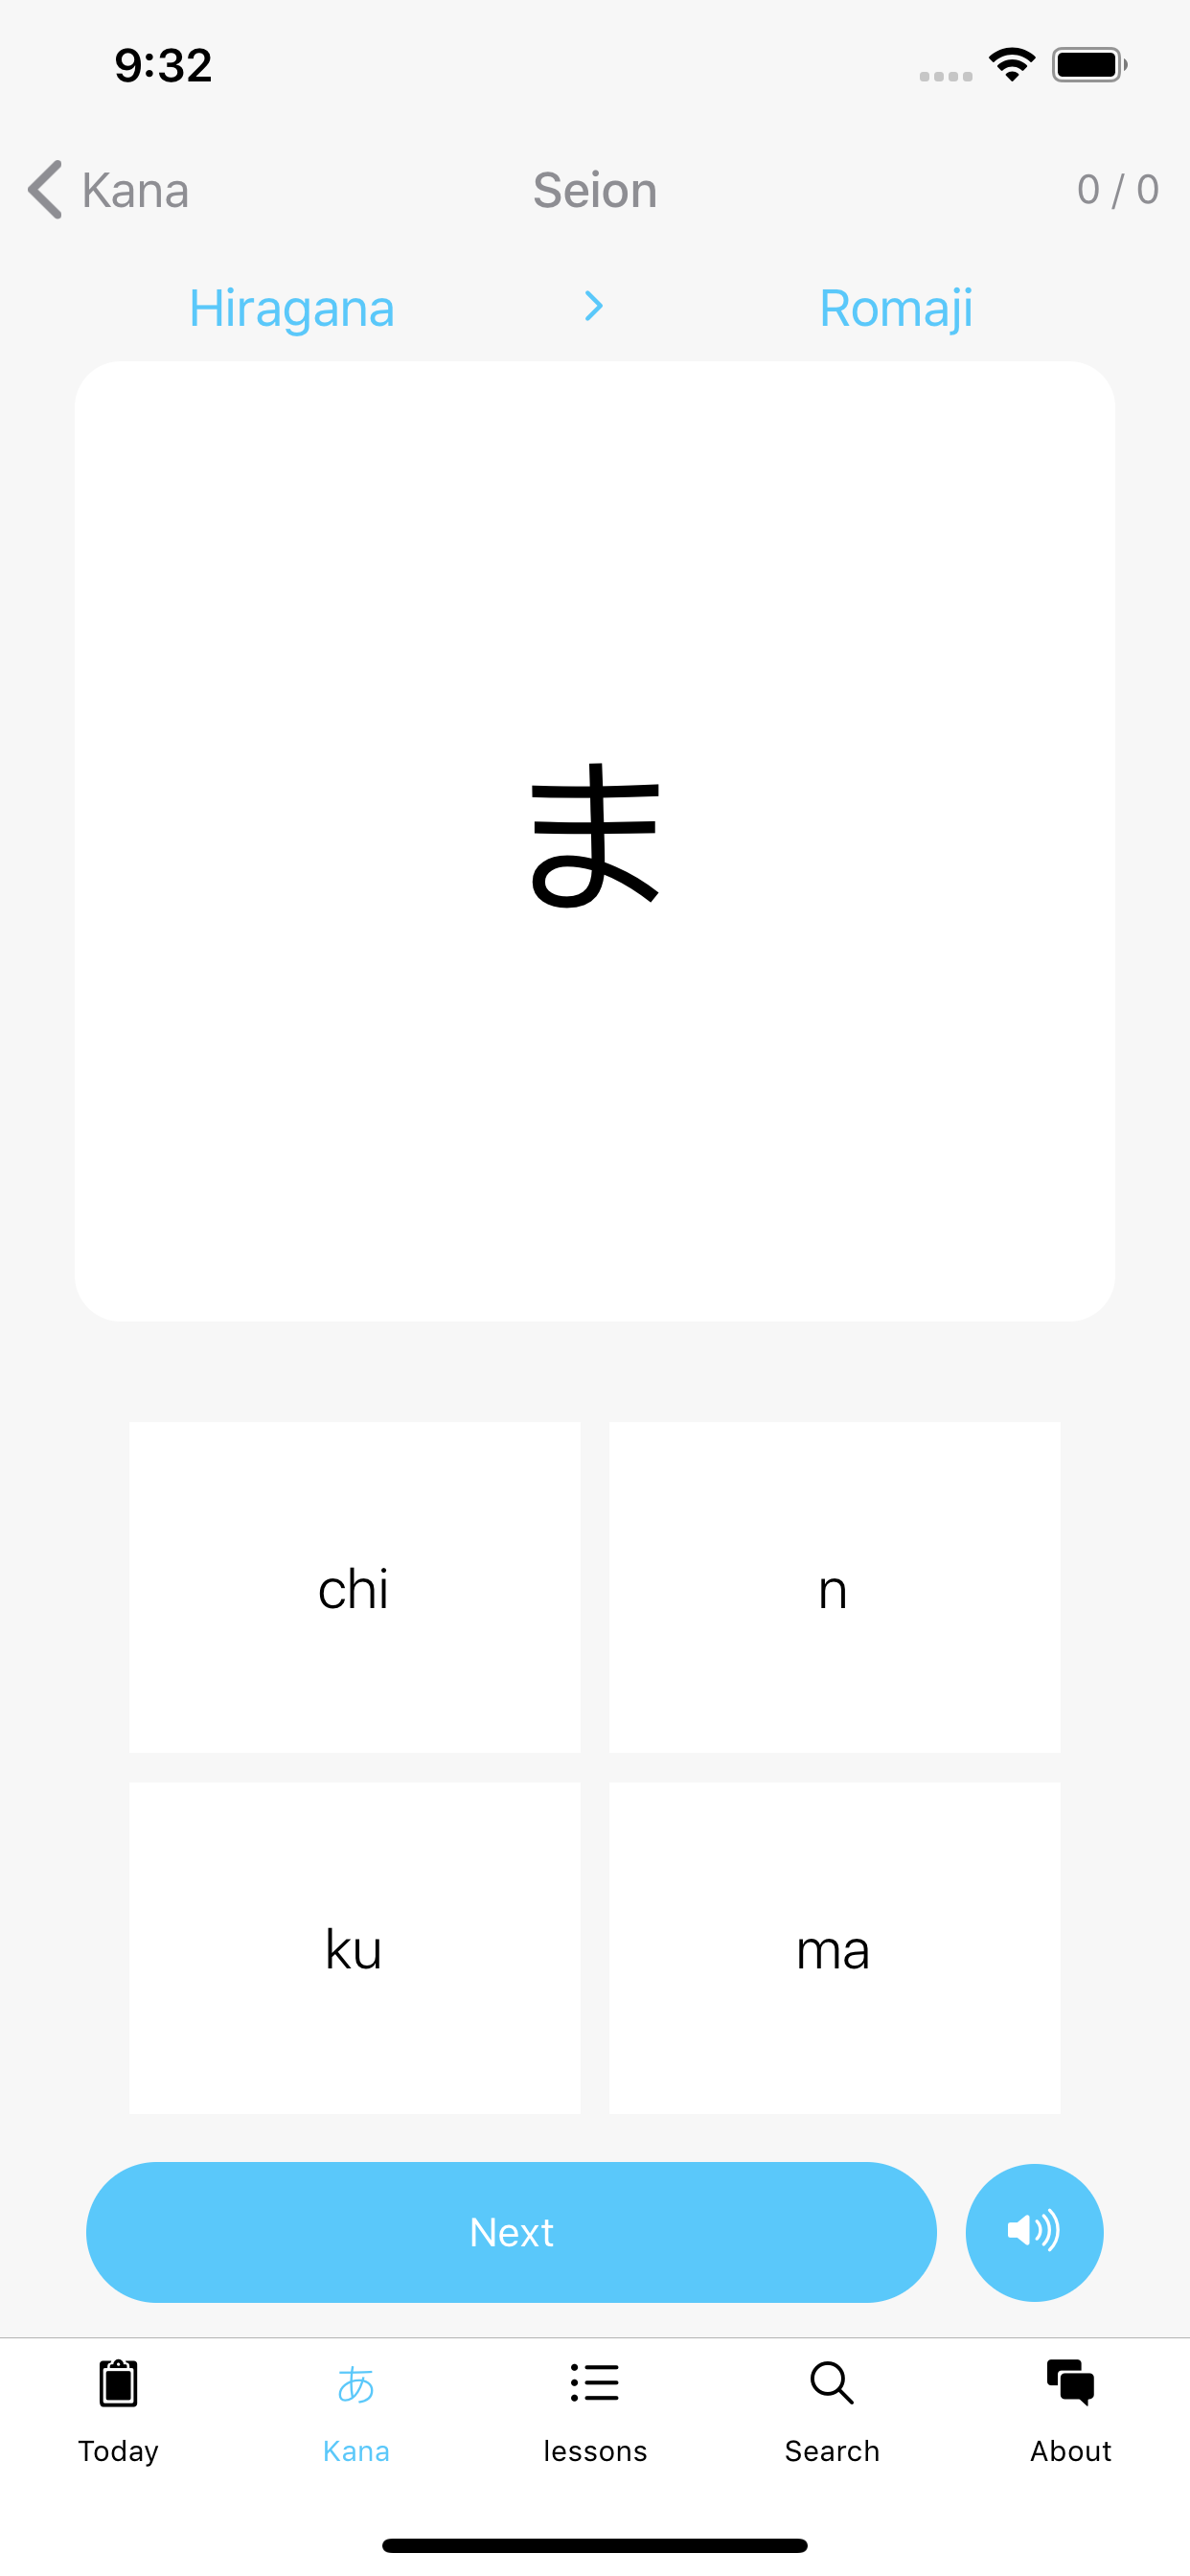 9:32
Kana
Seion
0 / 0
Hiragana
Romaji
ま
chi
n
ku
ma
Next
あ
Today
Kana
lessons
Search
About